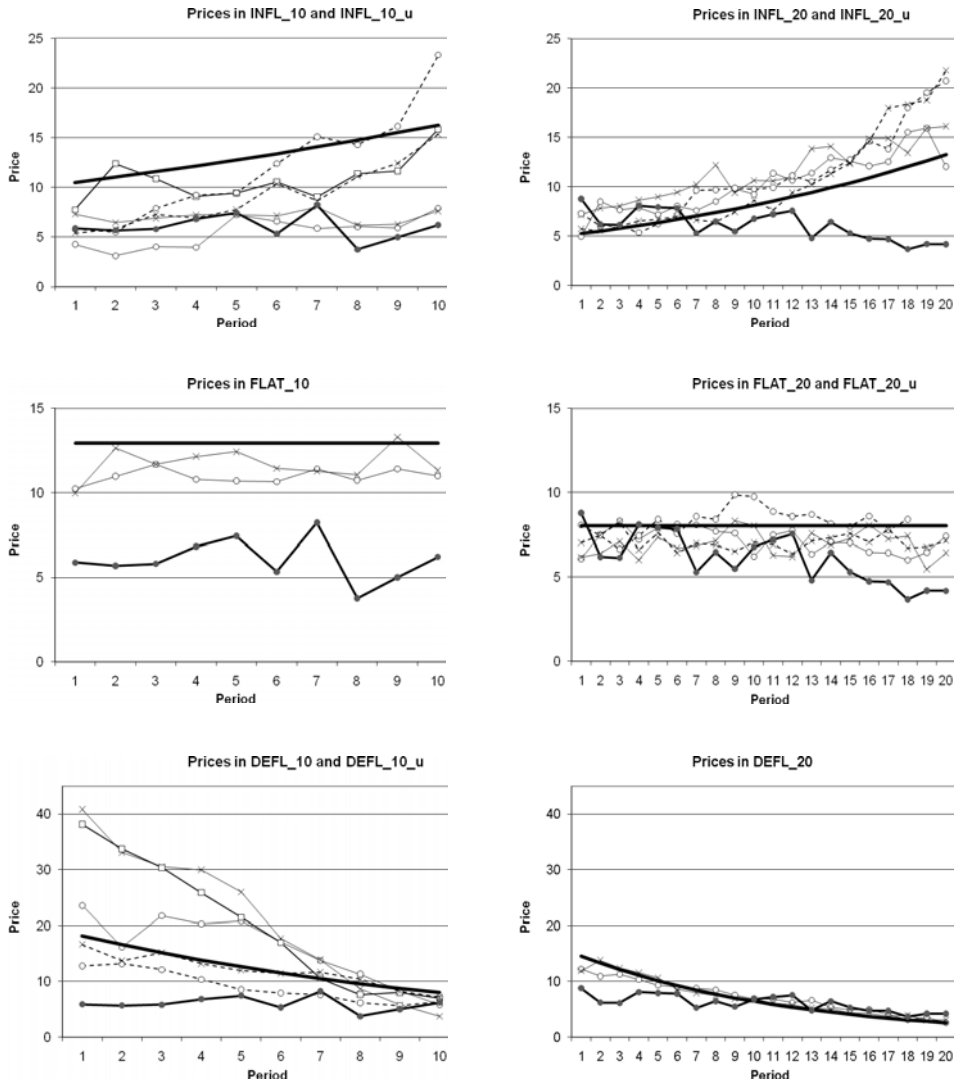 Prices in INFL_10 and INFL_10_u
25
20
15
10
5
0
Price
1 2 3 4 5 6 7 8 9 10
Period
Prices in INFL_20 and INFL_20_u
25
20
15
10
5
0
Price
1 2 3 4 5 6 7 8 9 10 11 12 13 14 15 16 17 18 19 20
Period
Prices in FLAT_10
15
10
5
0
Price
1 2 3 4 5 6 7 8 9 10
Period
Prices in FLAT_20 and FLAT_20_u
15
10
5
0
Price
1 2 3 4 5 6 7 8 9 10 11 12 13 14 15 16 17 18 19 20
Period
Prices in DEFL_10 and DEFL_10_u
40
30
20
10
0
Price
1 2 3 4 5 6 7 8 9 10
Period
Prices in DEFL_20
40
30
20
10
0
Price
1 2 3 4 5 6 7 8 9 10 11 12 13 14 15 16 17 18 19 20
Period